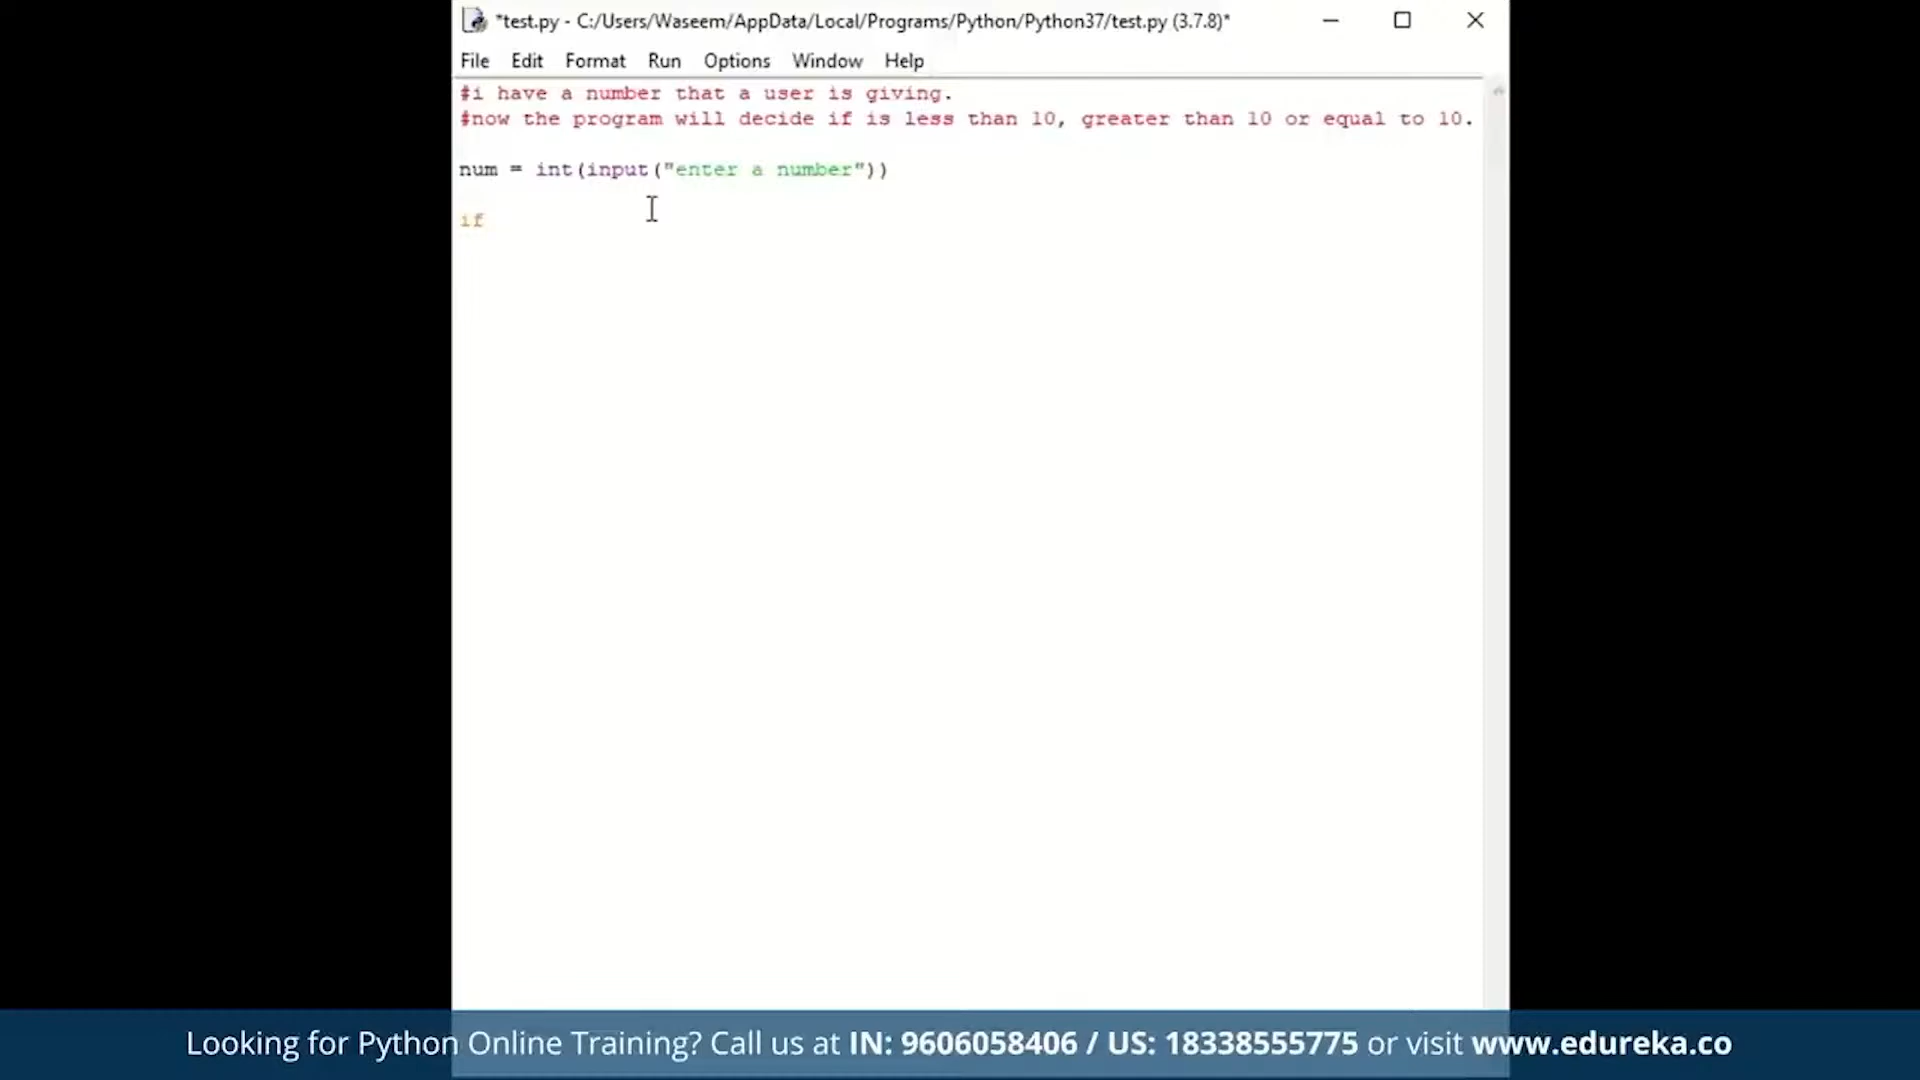 *test.py - C:/Users/Waseem/AppData/Local/Programs/Python/Python37/test.py (3.7.8)*
File Edit Format Run Options Window Help
#i have a number that a user is giving.
#now the program will decide if is less than 10, greater than 10 or equal to 10.
num = int(input("enter a number"))
if
Looking for Python Online Training? Call us at IN: 9606058406 / US: 18338555775 or visit www.edureka.co